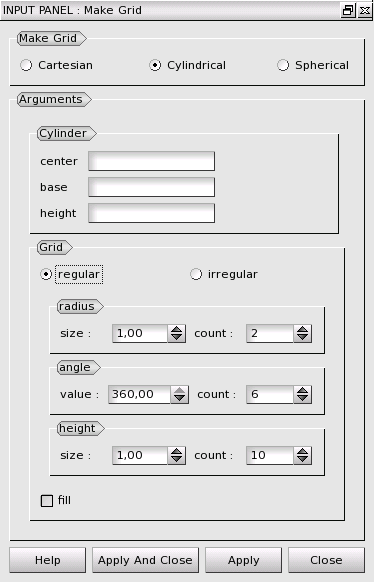 INPUT PANEL : Make Grid
Make Grid
Cartesian Cylindrical Spherical
Arguments
Cylinder
center
base
height
Grid
regular irregular
radius
size : 1,00 count : 2
angle
value : 360,00 count : 6
height
size : 1,00 count : 10
fill
Help Apply And Close Apply Close